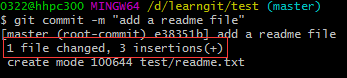 0322@hhpc300 MINGW64 /d/learngit/test (master)
$ git commit -m "add a readme file"
[master (root-commit) e38351b] add a readme file
1 file changed, 3 insertions(+)
create mode 100644 test/readme.txt